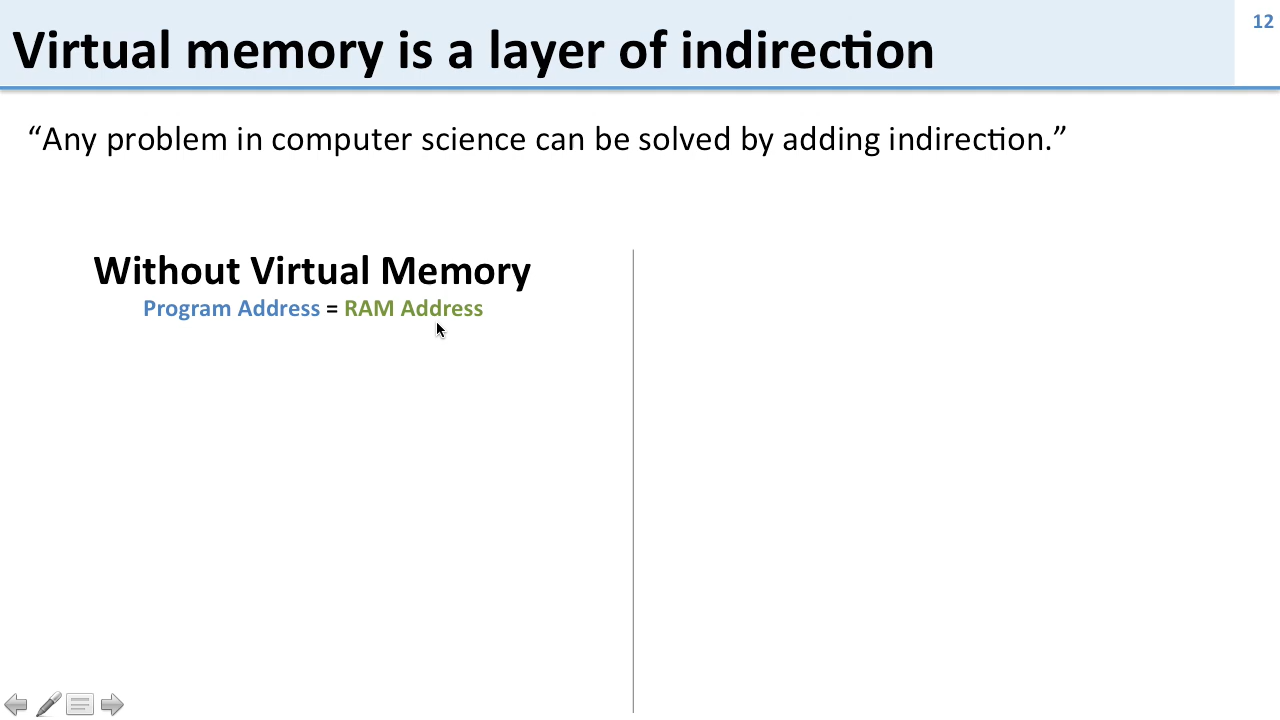 Virtual memory is a layer of indirection
12
“Any problem in computer science can be solved by adding indirection.”
Without Virtual Memory
Program Address = RAM Address